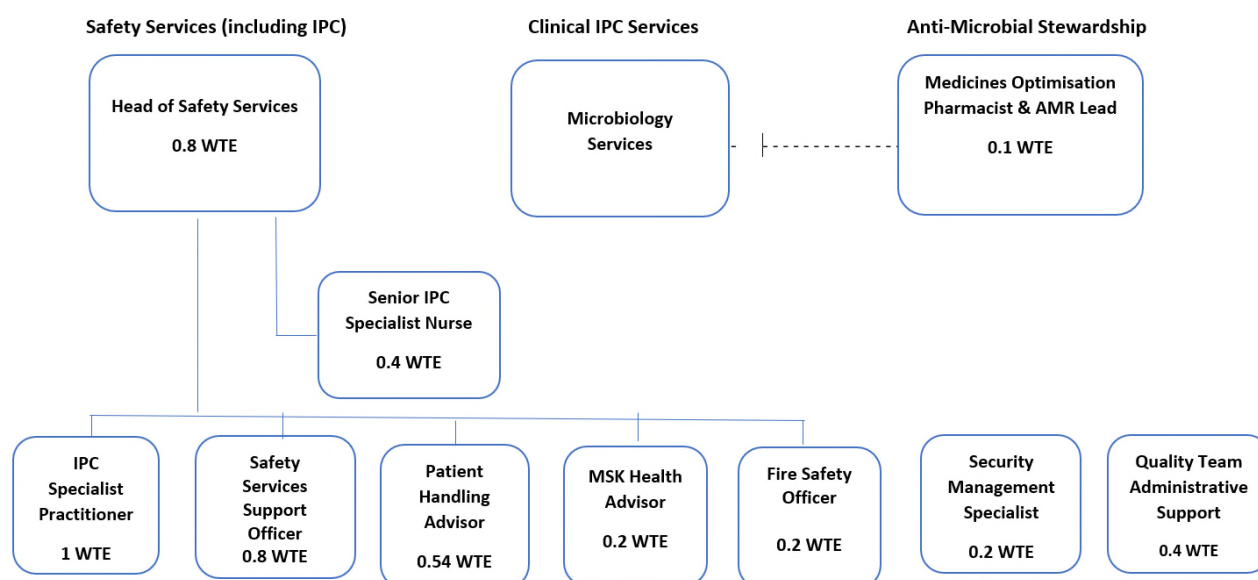 Safety Services (including IPC)
Clinical IPC Services
Anti-Microbial Stewardship
Head of Safety Services
0.8 WTE
Microbiology
Services
Medicines Optimisation
Pharmacist & AMR Lead
0.1 WTE
Senior IPC
Specialist Nurse
0.4 WTE
IPC
Specialist
Practitioner
1 WTE
Safety
Services
Support
Officer
0.8 WTE
Patient
Handling
Advisor
0.54 WTE
MSK Health
Advisor
0.2 WTE
Fire Safety
Officer
0.2 WTE
Security
Management
Specialist
0.2 WTE
Quality Team
Administrative
Support
0.4 WTE